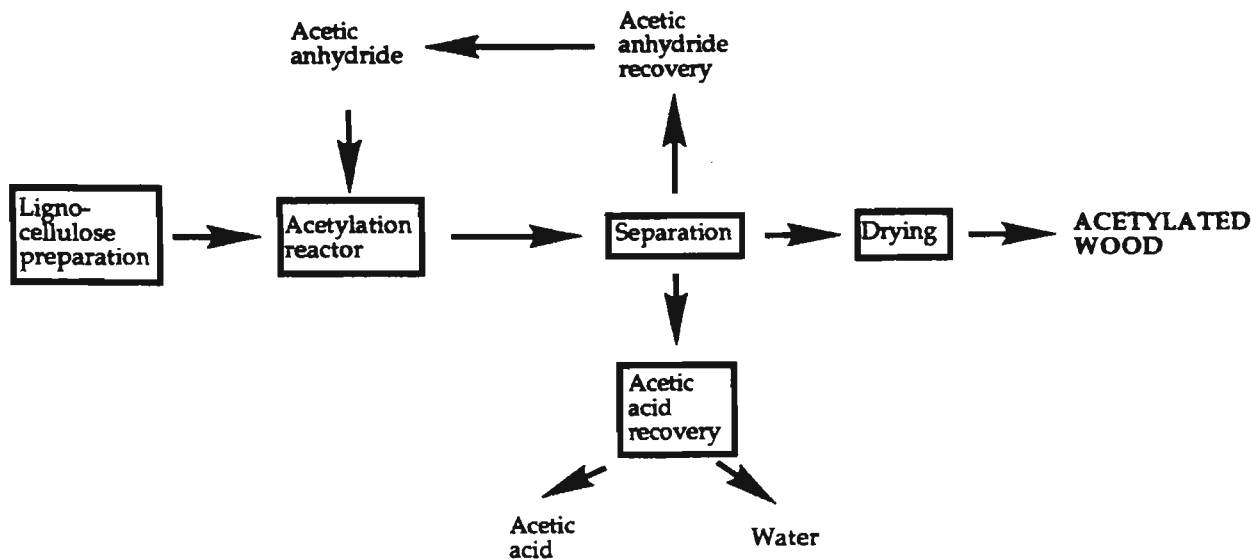 Acetic
anhydride
Acetic
anhydride
recovery
Ligno-
cellulose
preparation
Acetylation
reactor
Separation
Drying
ACETYLATED
WOOD
Acetic
acid
recovery
Acetic
acid
Water